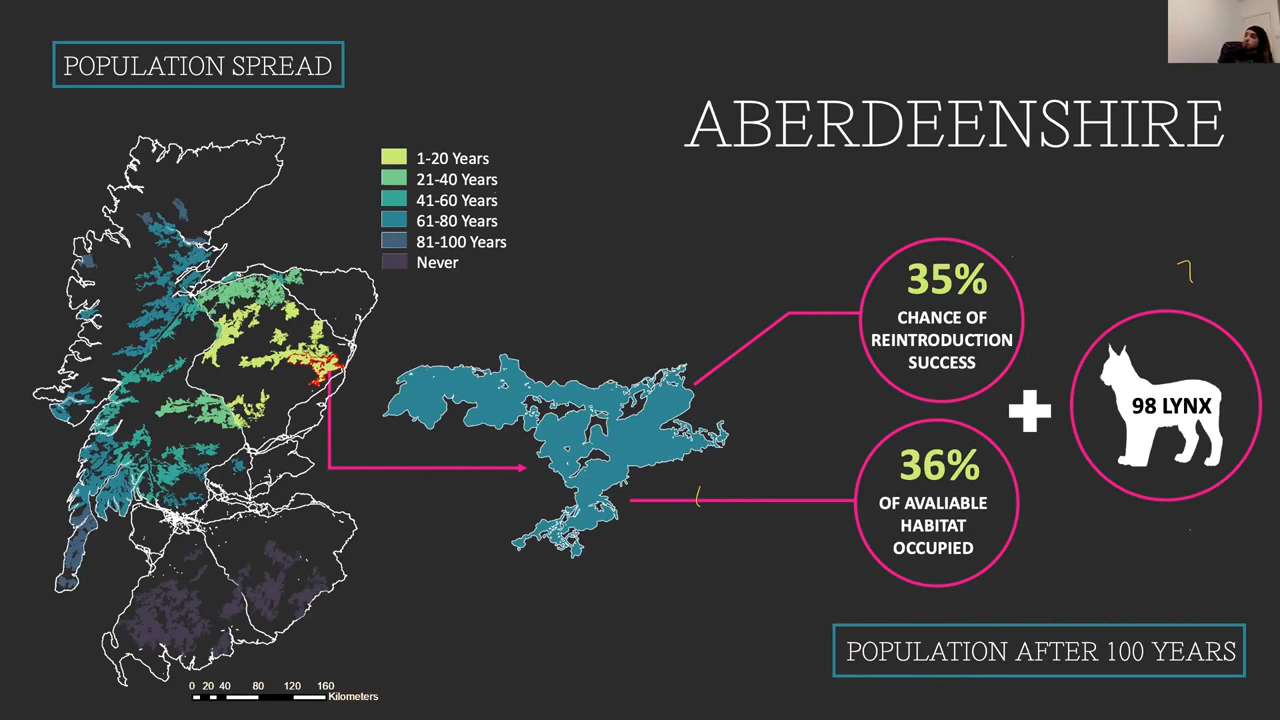 POPULATION SPREAD
ABERDEENSHIRE
1-20 Years
21-40 Years
41-60 Years
61-80 Years
81-100 Years
Never
35%
CHANCE OF
REINTRODUCTION
SUCCESS
98 LYNX
36%
OF AVALIABLE
HABITAT
OCCUPIED
POPULATION AFTER 100 YEARS
0 20 40 80 120 160
Kilometers